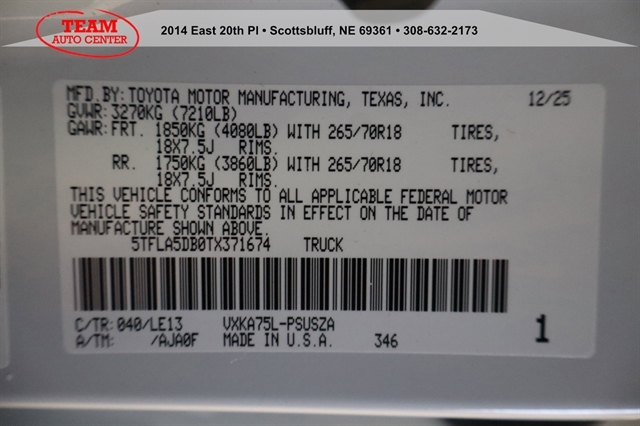 TEAM
AUTO CENTER
2014 East 20th Pl • Scottsbluff, NE 69361 • 308-632-2173
MFD.BY: TOYOTA MOTOR MANUFACTURING, TEXAS, INC. 12/25
GVWR: 3270KG (7210LB)
GAWR: FRT. 1850KG (4080LB) WITH 265/70R18 TIRES,
18X7.5J RIMS.
RR. 1750KG (3860LB) WITH 265/70R18 TIRES,
18X7.5J RIMS.
THIS VEHICLE CONFORMS TO ALL APPLICABLE FEDERAL MOTOR
VEHICLE SAFETY STANDARDS IN EFFECT ON THE DATE OF
MANUFACTURE SHOWN ABOVE.
5TFLA5DB0TX371674 TRUCK
C/TR: 040/LE13 VXKA75L-PSUSZA
A/TM: /AJA0F MADE IN U.S.A. 346 1